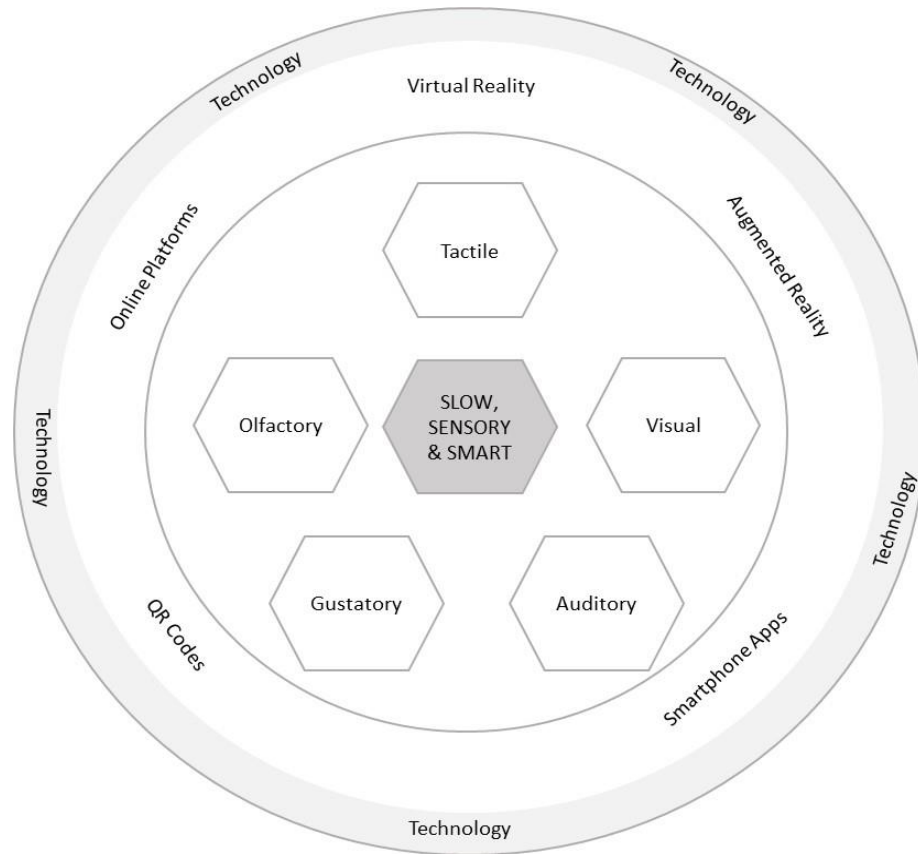 Technology
Technology
Virtual Reality
Online Platforms
Augmented Reality
Tactile
Olfactory
SLOW,
SENSORY
& SMART
Visual
Technology
Technology
Gustatory
Auditory
QR Codes
Smartphone Apps
Technology